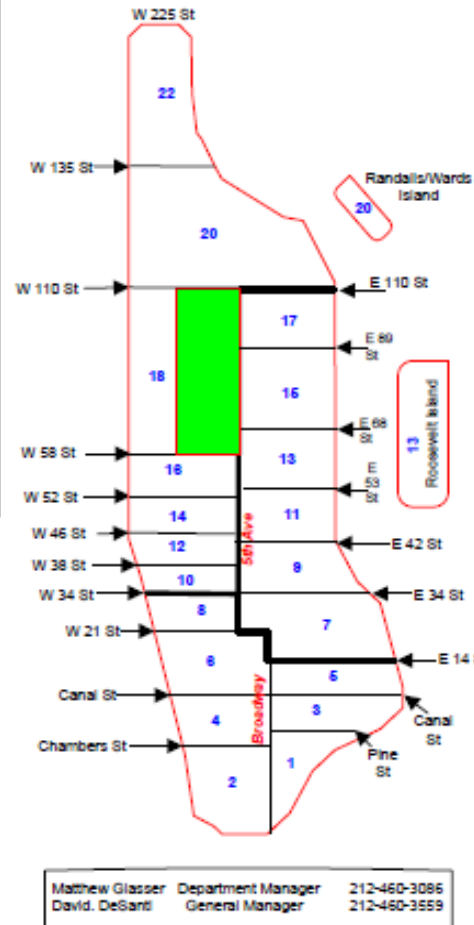 W 225 St
22
W 135 St
Randalls/Wards
Island
20
20
W 110 St
E 110 St
17
E 89
St
18
15
E 68
St
13
Roosevelt Island
13
W 58 St
16
E
53
St
W 52 St
14
11
W 46 St
5th Ave
E 42 St
12
W 38 St
9
10
W 34 St
E 34 St
8
7
W 21 St
E 14
6
5
Canal St
Broadway
3
Canal
St
4
Chambers St
Pine
St
1
2
Matthew Glasser Department Manager 212-460-3086
David. DeSanti General Manager 212-460-3559